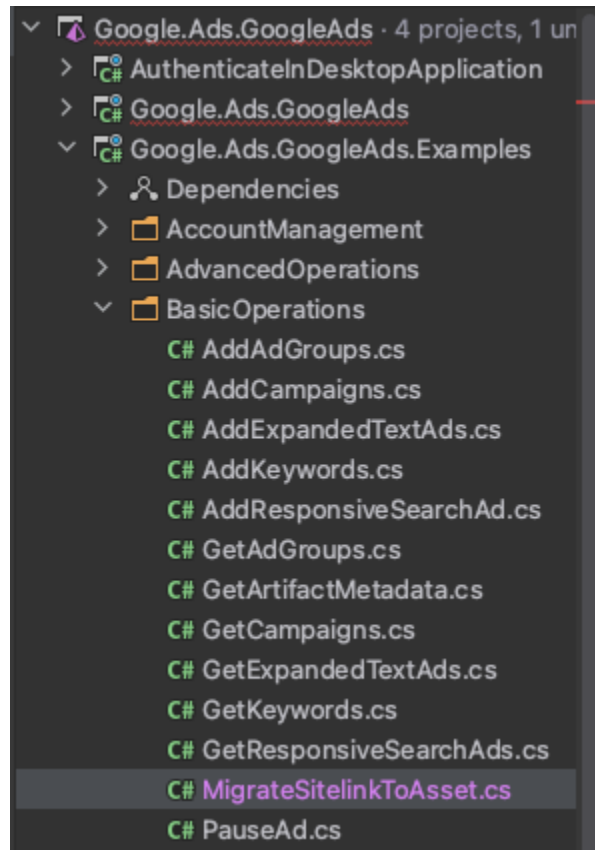 Google.Ads.GoogleAds · 4 projects, 1 un
C# AuthenticateInDesktopApplication
C# Google.Ads.GoogleAds
C# Google.Ads.GoogleAds.Examples
Dependencies
AccountManagement
AdvancedOperations
BasicOperations
C# AddAdGroups.cs
C# AddCampaigns.cs
C# AddExpandedTextAds.cs
C# AddKeywords.cs
C# AddResponsiveSearchAd.cs
C# GetAdGroups.cs
C# GetArtifactMetadata.cs
C# GetCampaigns.cs
C# GetExpandedTextAds.cs
C# GetKeywords.cs
C# GetResponsiveSearchAds.cs
C# MigrateSitelinkToAsset.cs
C# PauseAd.cs